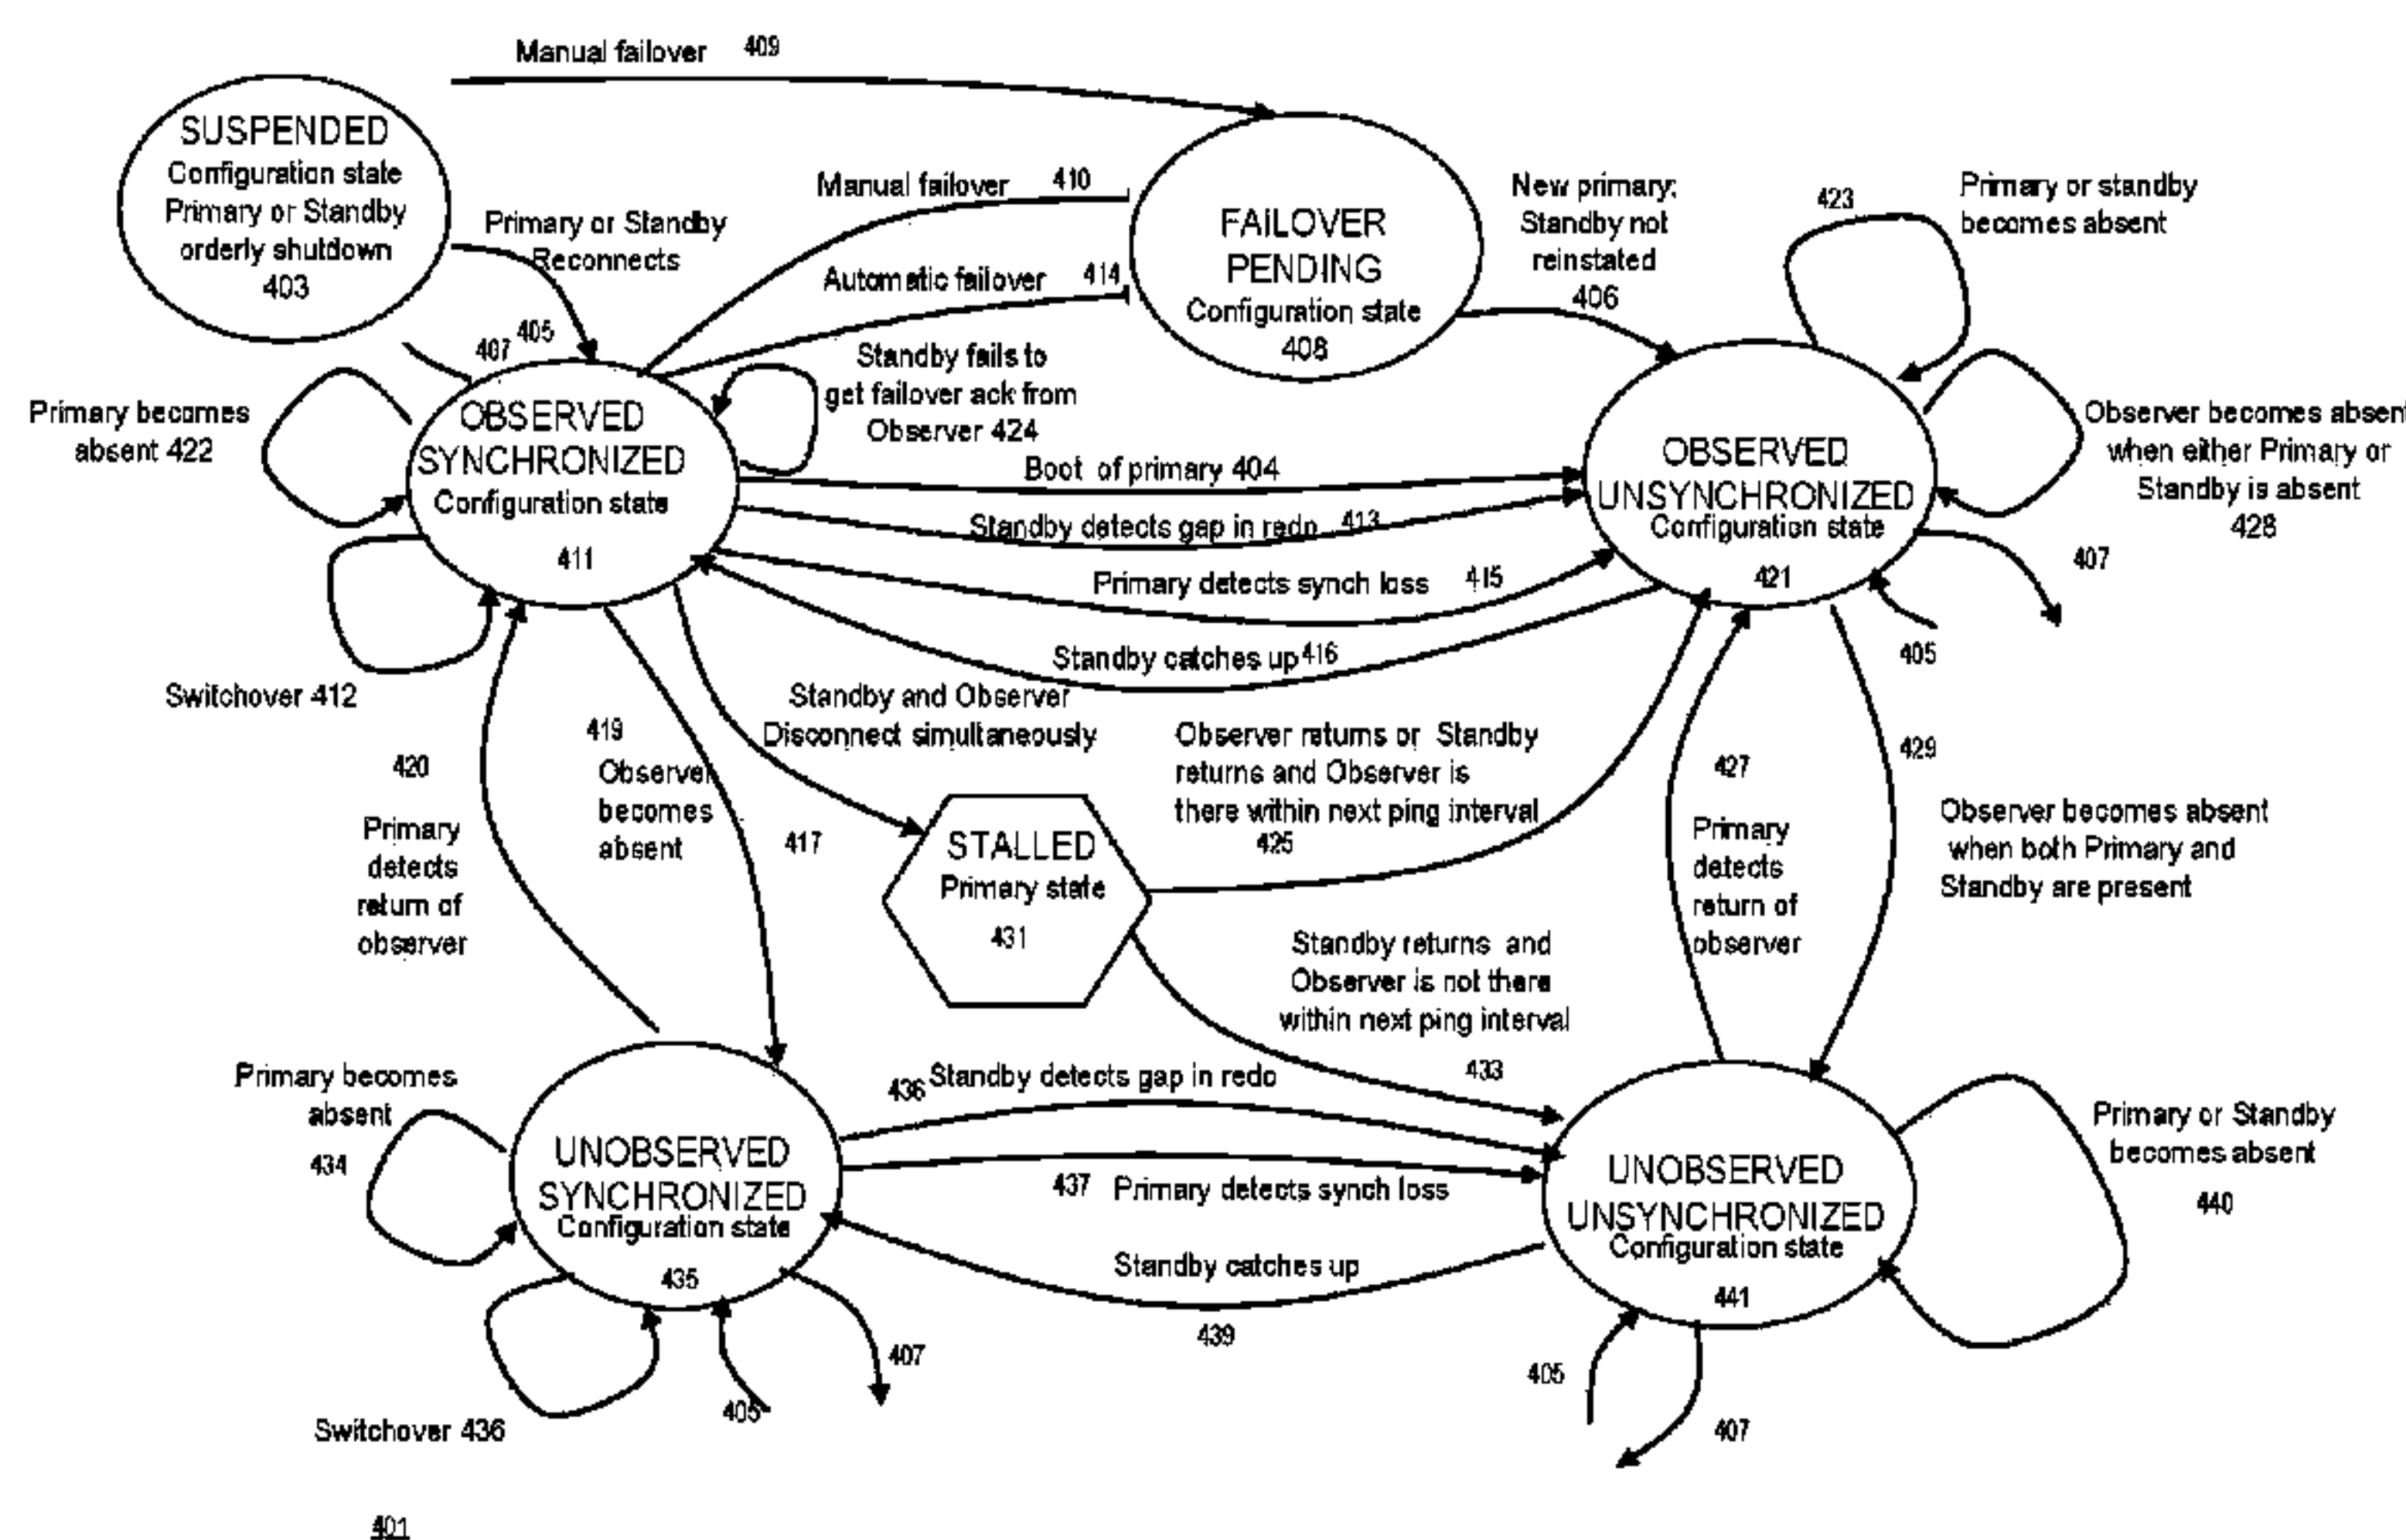 Manual failover 409
SUSPENDED
Configuration state
Primary or Standby
orderly shutdown
403
Primary or Standby
Reconnects
405
407
Manual failover 410
Automatic failover 414
FAILOVER
PENDING
Configuration state
408
New primary;
Standby not
reinstated
406
423
Primary or standby
becomes absent
Primary becomes
absent 422
OBSERVED
SYNCHRONIZED
Configuration state
411
Standby fails to
get failover ack from
Observer 424
Boot of primary 404
Standby detects gap in redo 413
Primary detects synch loss 415
Standby catches up 416
OBSERVED
UNSYNCHRONIZED
Configuration state
421
Observer becomes absent
when either Primary or
Standby is absent
428
407
405
Switchover 412
420
Primary
detects
return of
observer
419
Observer
becomes
absent
Standby and Observer
Disconnect simultaneously
417
STALLED
Primary state
431
Observer returns or Standby
returns and Observer is
there within next ping interval
425
427
Primary
detects
return of
observer
429
Observer becomes absent
when both Primary and
Standby are present
Standby returns and
Observer is not there
within next ping interval
433
Primary becomes
absent
434
UNOBSERVED
SYNCHRONIZED
Configuration state
435
436 Standby detects gap in redo
437 Primary detects synch loss
Standby catches up
439
UNOBSERVED
UNSYNCHRONIZED
Configuration state
441
Primary or Standby
becomes absent
440
Switchover 436
405
407
405
407
401